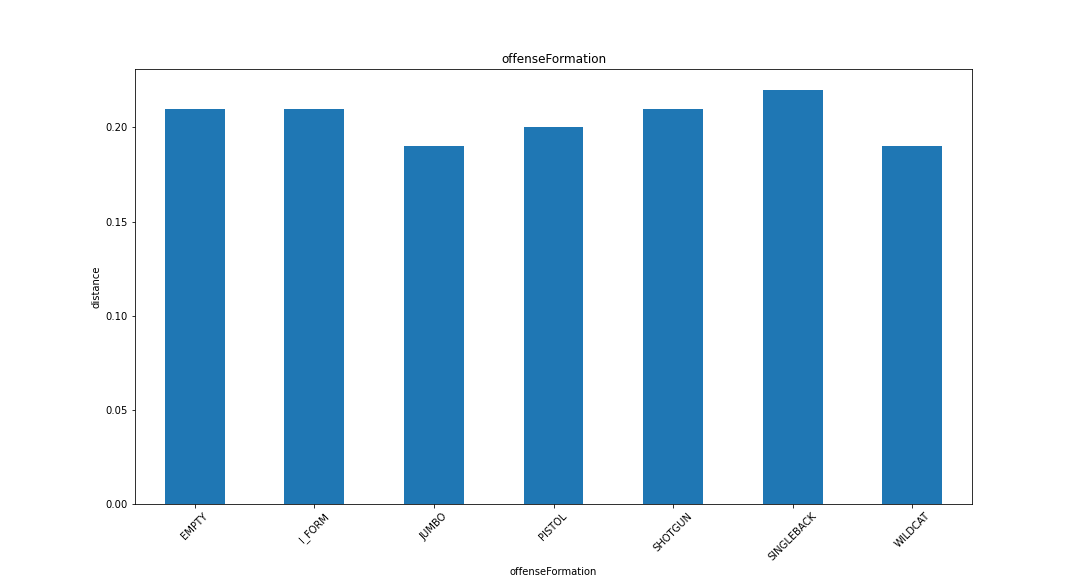 offenseFormation
distance
0.20
0.15
0.10
0.05
0.00
EMPTY
I_FORM
JUMBO
PISTOL
SHOTGUN
SINGLEBACK
WILDCAT
offenseFormation